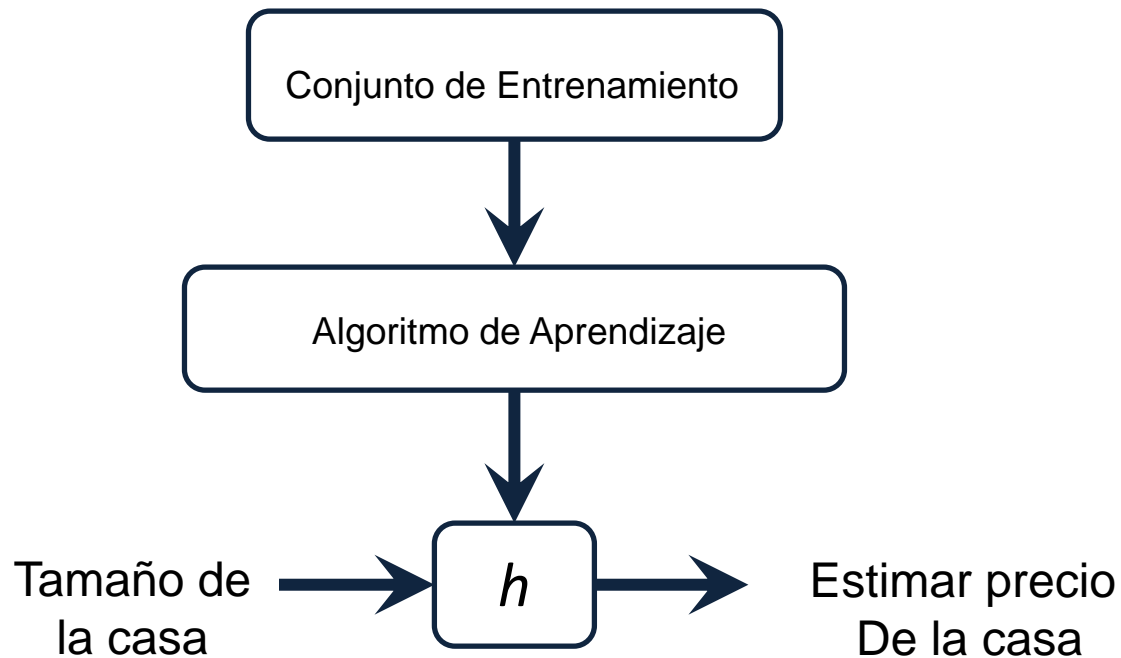 Conjunto de Entrenamiento
Algoritmo de Aprendizaje
Tamaño de
la casa
h
Estimar precio
De la casa